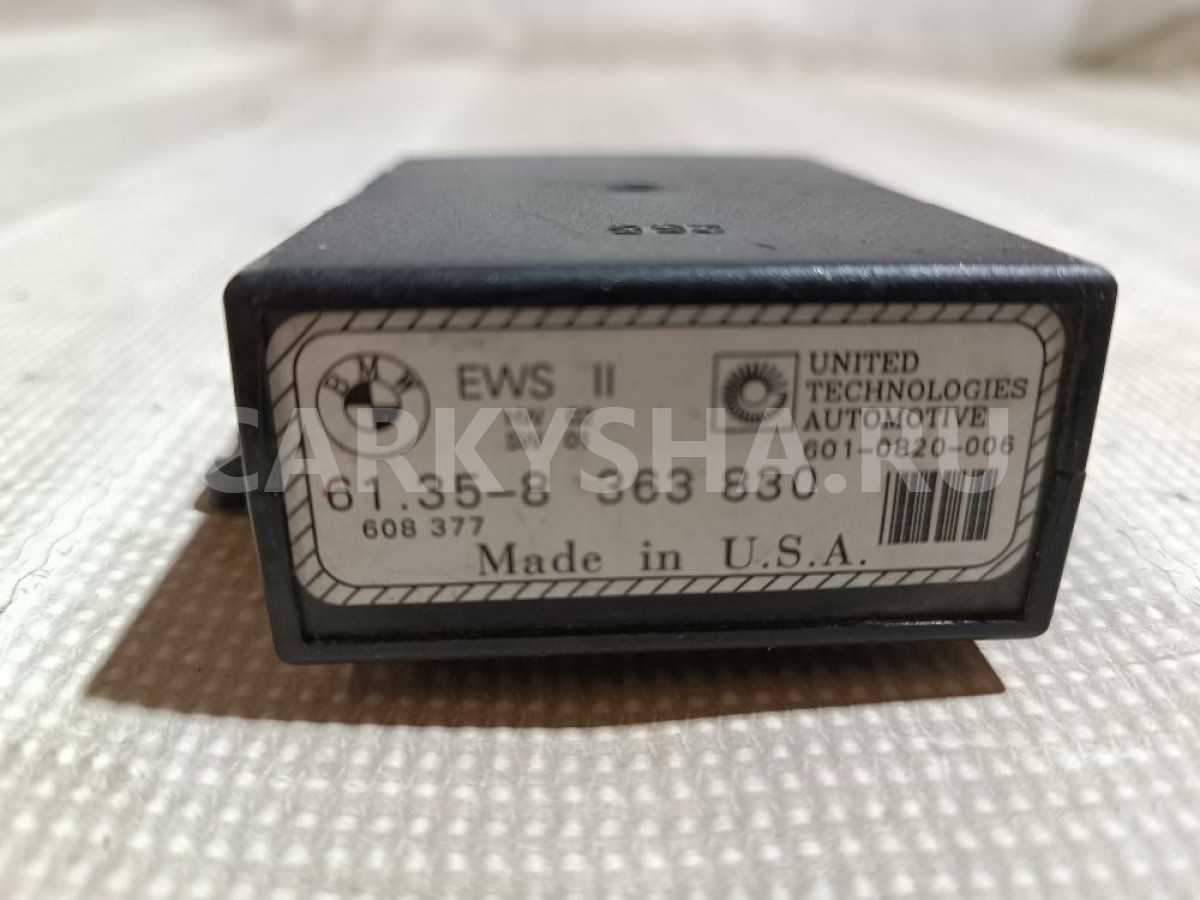 BMW
EWS II
UNITED
TECHNOLOGIES
AUTOMOTIVE
601-0820-006
61.35-8 363 830
608 377
Made in U.S.A.
CARKYSHA.RU